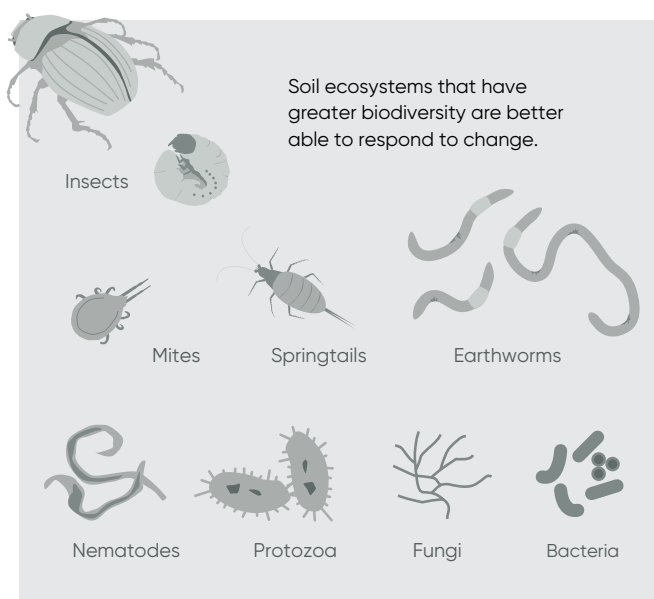 Soil ecosystems that have
greater biodiversity are better
able to respond to change.
Insects
Mites
Springtails
Earthworms
Nematodes
Protozoa
Fungi
Bacteria